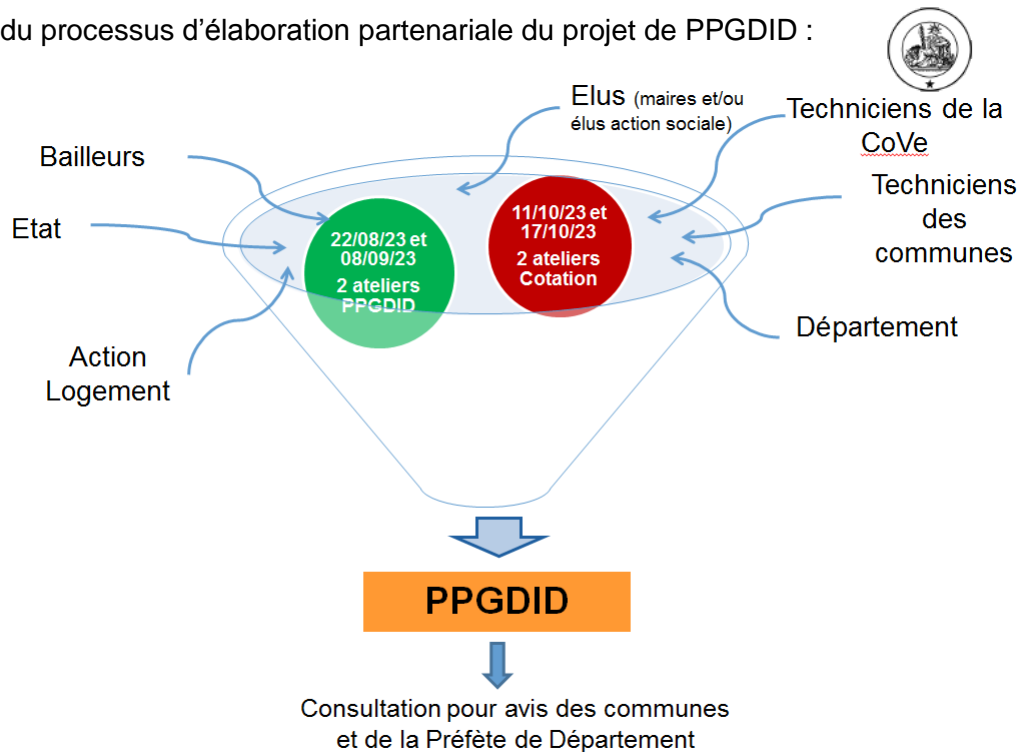 du processus d’élaboration partenariale du projet de PPGDID :
Elus (maires et/ou
élus action sociale)
Techniciens de la
CoVe
Bailleurs
Techniciens
des
communes
Etat
22/08/23 et
08/09/23
2 ateliers
PPGDID
11/10/23 et
17/10/23
2 ateliers
Cotation
Département
Action
Logement
PPGDID
Consultation pour avis des communes
et de la Préfète de Département